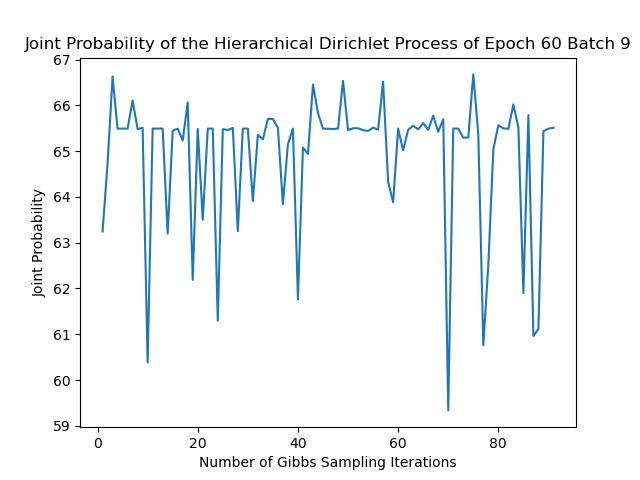 Joint Probability of the Hierarchical Dirichlet Process of Epoch 60 Batch 9
67
66
65
64
63
62
61
60
59
Joint Probability
0 20 40 60 80
Number of Gibbs Sampling Iterations